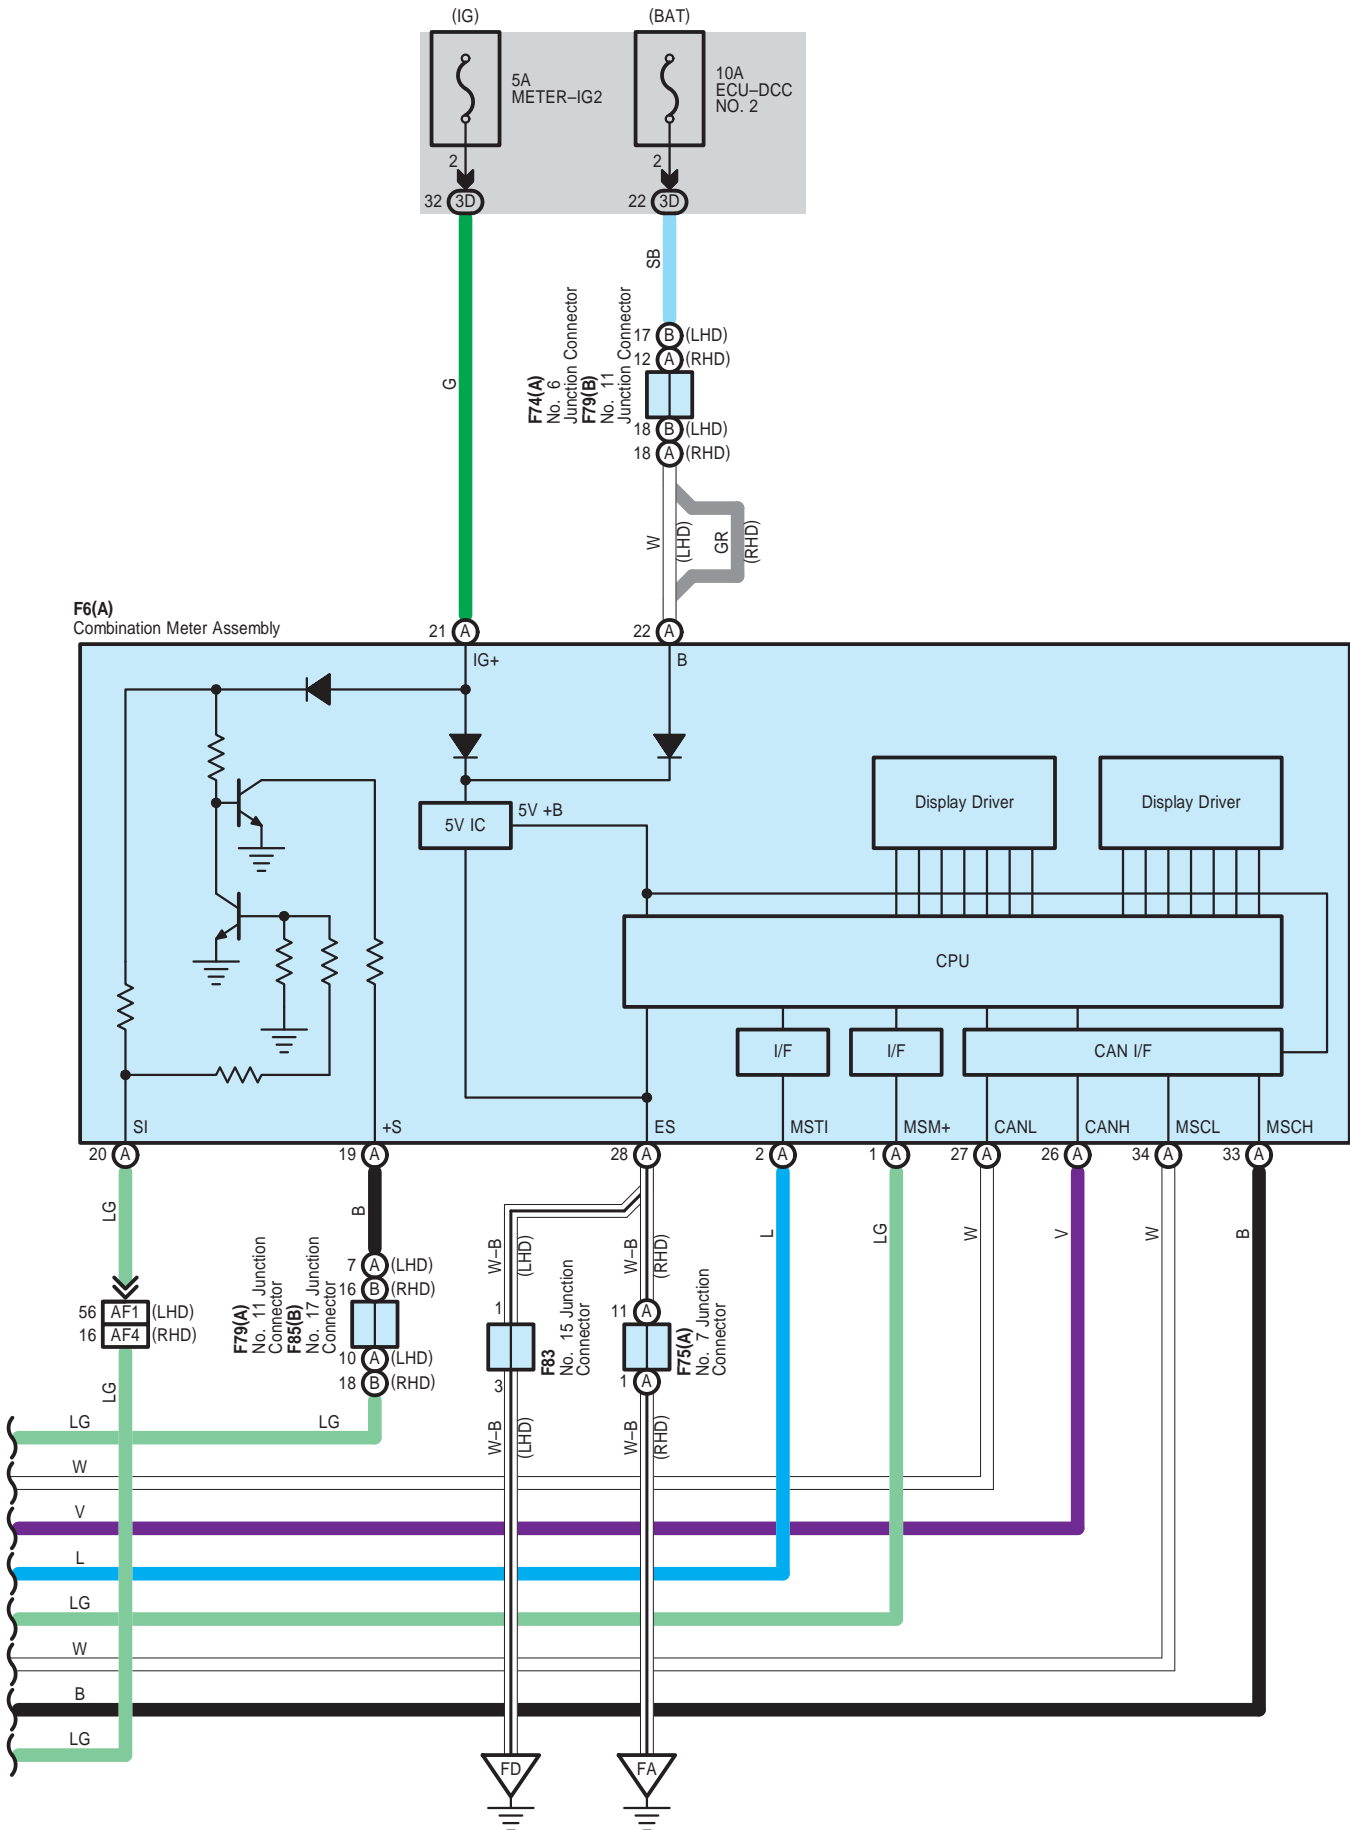 (IG)
(BAT)
5A
METER–IG2
10A
ECU–DCC
NO. 2
2
2
32 3D
22 3D
G
SB
F74(A)
No. 6
Junction Connector
F79(B)
No. 11
Junction Connector
17 B (LHD)
12 A (RHD)
18 B (LHD)
18 A (RHD)
W
(LHD)
GR
(RHD)
F6(A)
Combination Meter Assembly
21 A
22 A
IG+
B
5V IC
5V +B
Display Driver
Display Driver
CPU
I/F
I/F
CAN I/F
SI
+S
ES
MSTI
MSM+
CANL
CANH
MSCL
MSCH
20 A
19 A
28 A
2 A
1 A
27 A
26 A
34 A
33 A
LG
B
W–B
(LHD)
W–B
(RHD)
L
LG
W
V
W
B
56 AF1 (LHD)
16 AF4 (RHD)
F79(A)
No. 11 Junction
Connector
F85(B)
No. 17 Junction
Connector
7 A (LHD)
16 B (RHD)
10 A (LHD)
18 B (RHD)
1
3
F83
No. 15 Junction
Connector
11 A
1 A
F75(A)
No. 7 Junction
Connector
LG
W–B
(LHD)
W–B
(RHD)
LG
LG
W
V
L
LG
W
B
LG
FD
FA